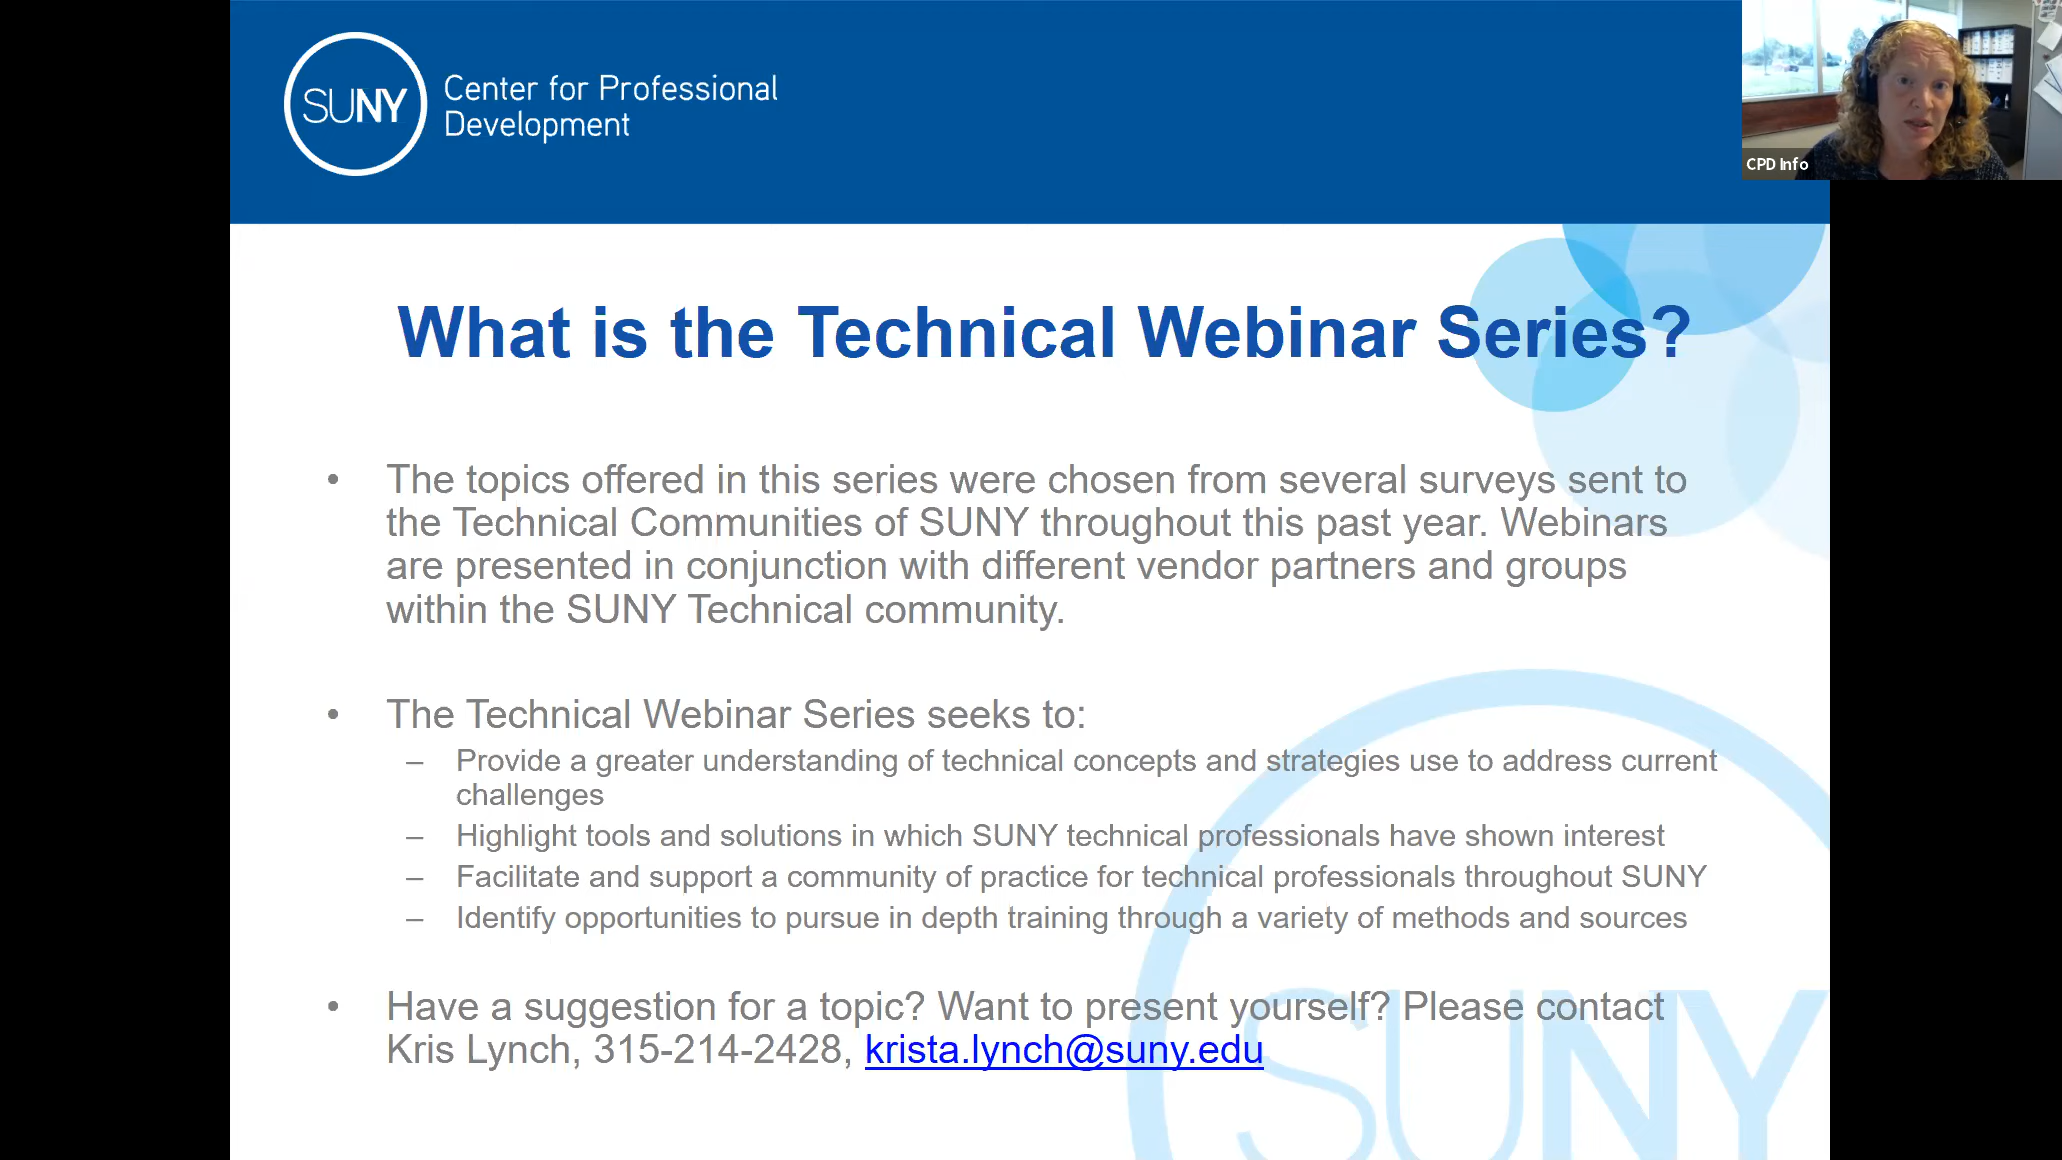 SUNY
Center for Professional
Development
CPD Info
What is the Technical Webinar Series?
• The topics offered in this series were chosen from several surveys sent to
the Technical Communities of SUNY throughout this past year. Webinars
are presented in conjunction with different vendor partners and groups
within the SUNY Technical community.
• The Technical Webinar Series seeks to:
– Provide a greater understanding of technical concepts and strategies use to address current
challenges
– Highlight tools and solutions in which SUNY technical professionals have shown interest
– Facilitate and support a community of practice for technical professionals throughout SUNY
– Identify opportunities to pursue in depth training through a variety of methods and sources
• Have a suggestion for a topic? Want to present yourself? Please contact
Kris Lynch, 315-214-2428, krista.lynch@suny.edu
SUNY